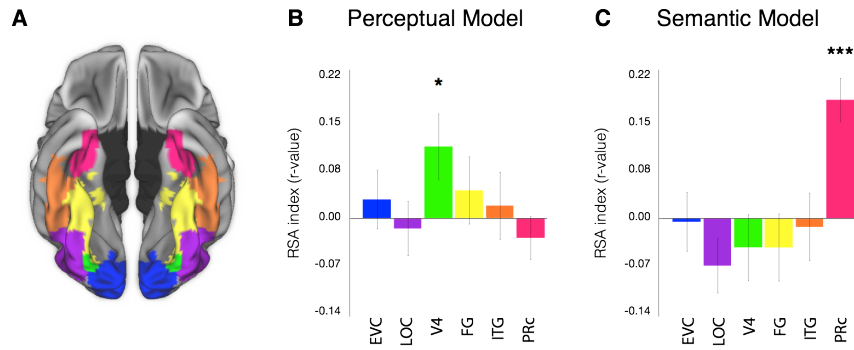 A
B
Perceptual Model
C
Semantic Model
*
***
RSA index (r-value)
0.22
0.15
0.08
0.00
-0.07
-0.14
EVC
LOC
V4
FG
ITG
PRc
RSA index (r-value)
0.22
0.15
0.08
0.00
-0.07
-0.14
EVC
LOC
V4
FG
ITG
PRc